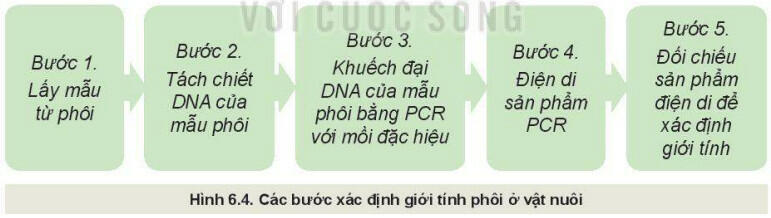 VỚI CUỘC SỐNG
Bước 1.
Lấy mẫu
từ phôi
Bước 2.
Tách chiết
DNA của
mẫu phôi
Bước 3.
Khuếch đại
DNA của mẫu
phôi bằng PCR
với mồi đặc hiệu
Bước 4.
Điện di
sản phẩm
PCR
Bước 5.
Đối chiếu
sản phẩm
điện di để
xác định
giới tính
Hình 6.4. Các bước xác định giới tính phôi ở vật nuôi